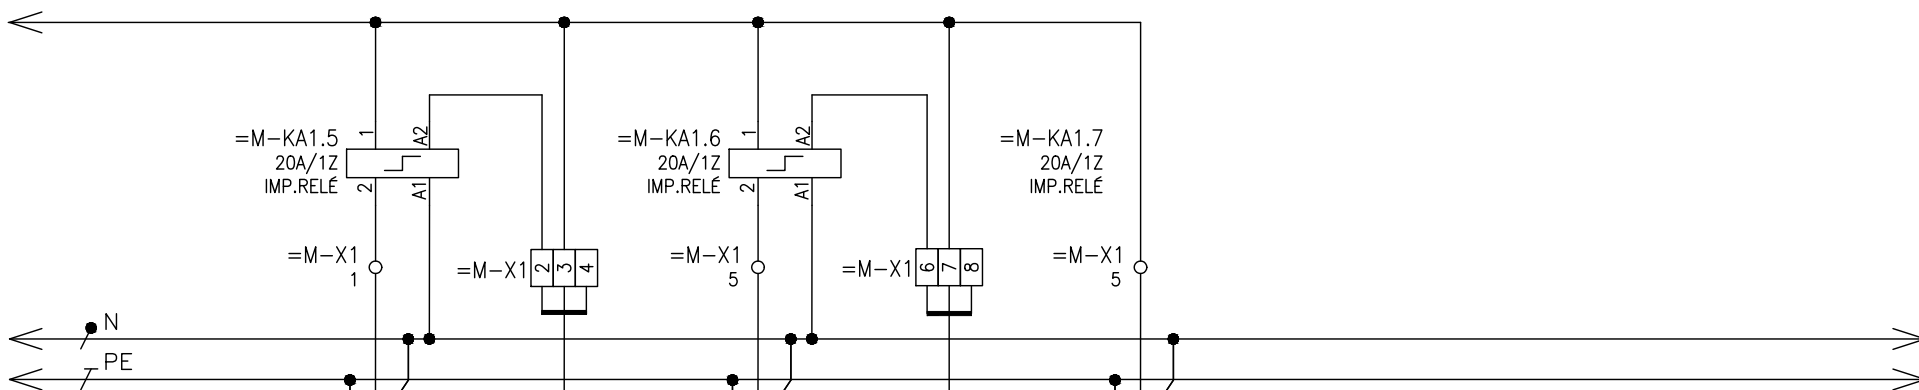 =M-KA1.5
20A/1Z
IMP.RELÉ
1
A2
2
A1
=M-X1
1
=M-X1
2
3
4
=M-KA1.6
20A/1Z
IMP.RELÉ
1
A2
2
A1
=M-X1
5
=M-X1
6
7
8
=M-KA1.7
20A/1Z
IMP.RELÉ
=M-X1
5
N
PE